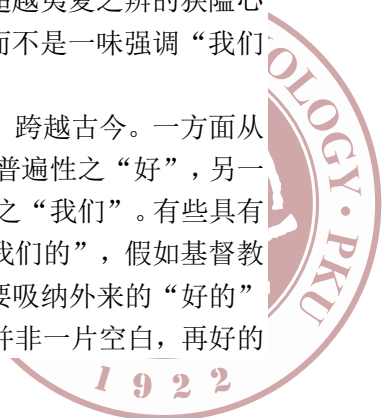 超越夷夏之辨的狭隘心
而不是一味强调“我们
跨越古今。一方面从
普遍性之“好”，另一
之“我们”。有些具有
我们的”，假如基督教
要吸纳外来的“好的”
并非一片空白，再好的
OLOGY·PKU
1922